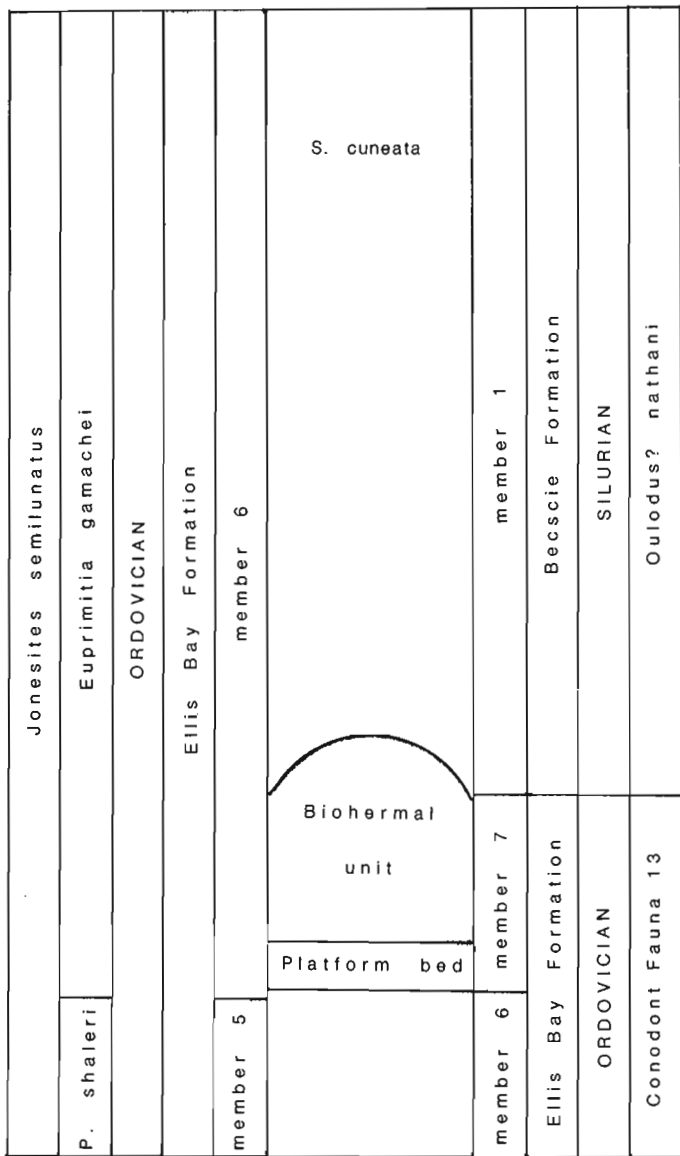 Jonesites semilunatus
Euprimitia gamachei
P. shaleri
ORDOVICIAN
Ellis Bay Formation
member 6
member 5
S. cuneata
Biohermal
unit
Platform bed
member 1
member 7
member 6
Becscie Formation
Ellis Bay Formation
SILURIAN
ORDOVICIAN
Oulodus? nathani
Conodont Fauna 13